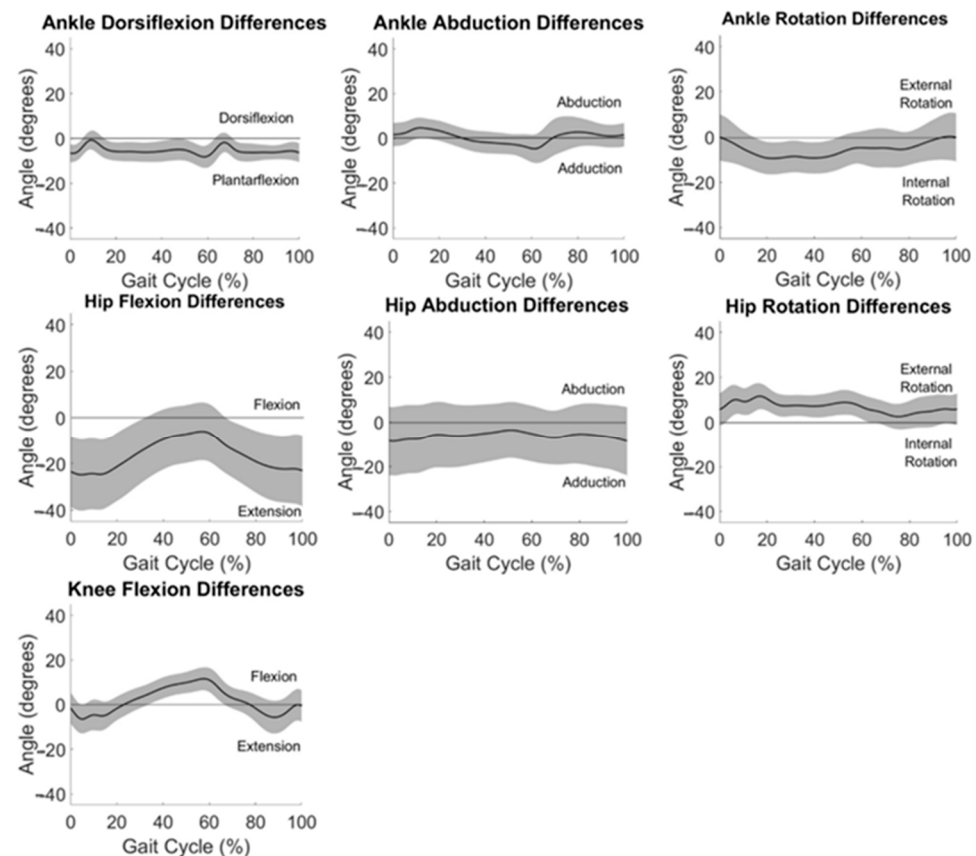 Ankle Dorsiflexion Differences
Angle (degrees)
40
20
0
−20
−40
Dorsiflexion
Plantarflexion
0 20 40 60 80 100
Gait Cycle (%)
Ankle Abduction Differences
Angle (degrees)
40
20
0
−20
−40
Abduction
Adduction
0 20 40 60 80 100
Gait Cycle (%)
Ankle Rotation Differences
Angle (degrees)
40
20
0
−20
−40
External
Rotation
Internal
Rotation
0 20 40 60 80 100
Gait Cycle (%)
Hip Flexion Differences
Angle (degrees)
40
20
0
−20
−40
Flexion
Extension
0 20 40 60 80 100
Gait Cycle (%)
Hip Abduction Differences
Angle (degrees)
40
20
0
−20
−40
Abduction
Adduction
0 20 40 60 80 100
Gait Cycle (%)
Hip Rotation Differences
Angle (degrees)
40
20
0
−20
−40
External
Rotation
Internal
Rotation
0 20 40 60 80 100
Gait Cycle (%)
Knee Flexion Differences
Angle (degrees)
40
20
0
−20
−40
Flexion
Extension
0 20 40 60 80 100
Gait Cycle (%)